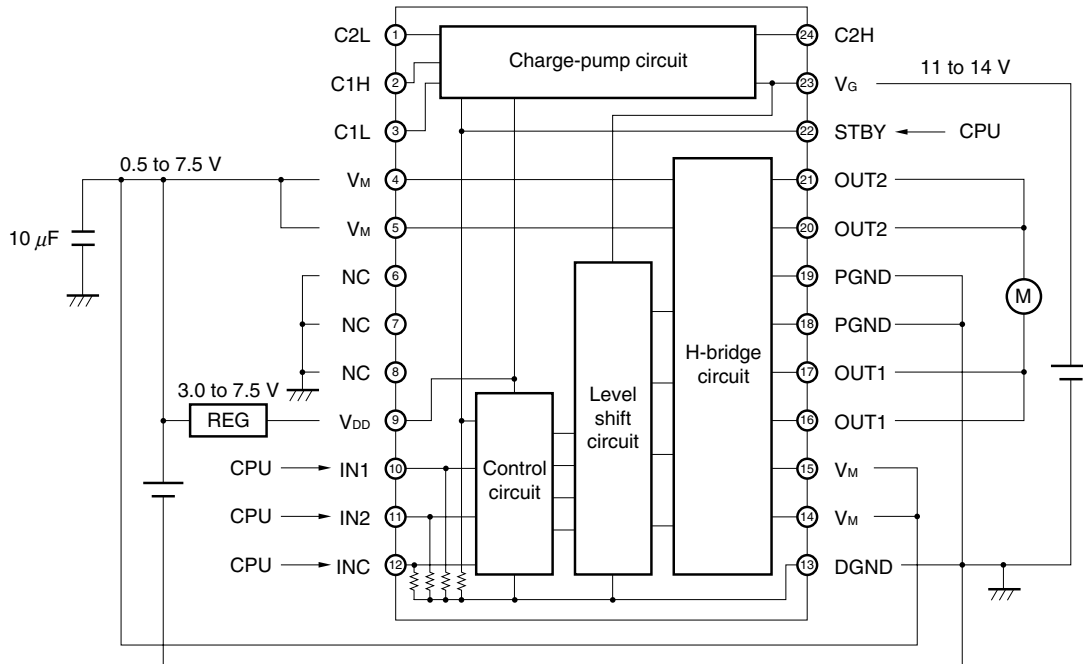 C2L 1 Charge-pump circuit 24 C2H
C1H 2 23 VG 11 to 14 V
C1L 3 22 STBY CPU
0.5 to 7.5 V
VM 4 21 OUT2
10 μF
VM 5 20 OUT2
NC 6 19 PGND
M
NC 7 18 PGND
H-bridge
circuit
NC 8 17 OUT1
Level
shift
circuit
3.0 to 7.5 V
REG VDD 9 16 OUT1
CPU IN1 10 15 VM
Control
circuit
CPU IN2 11 14 VM
CPU INC 12 13 DGND